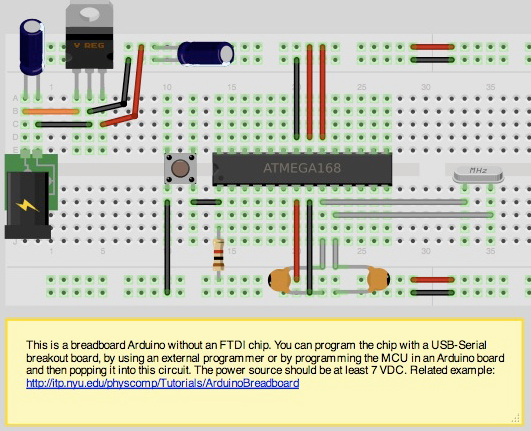 V REG
A
1
10
15
25
30
35
B
C
D
E
ATMEGA168
MHz
J
1
5
10
15
25
30
35
This is a breadboard Arduino without an FTDI chip. You can program the chip with a USB-Serial
breakout board, by using an external programmer or by programming the MCU in an Arduino board
and then popping it into this circuit. The power source should be at least 7 VDC. Related example:
http://itp.nyu.edu/physcomp/Tutorials/ArduinoBreadboard